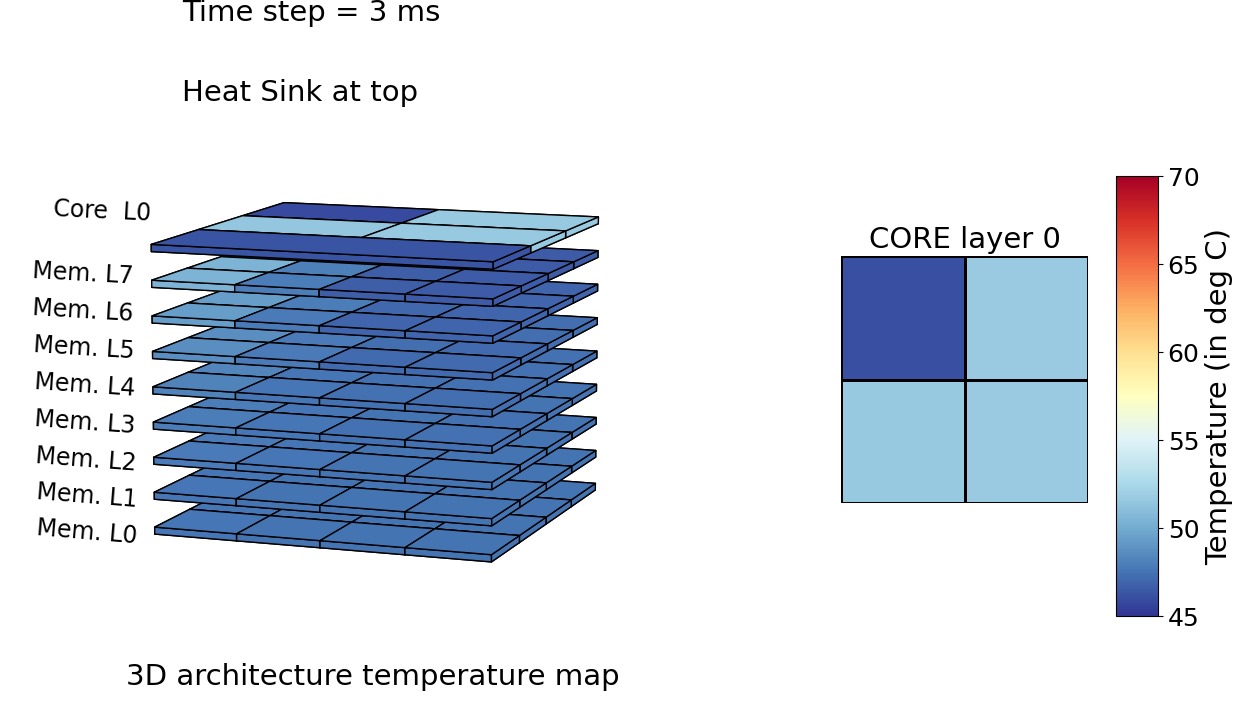 Time step = 3 ms
Heat Sink at top
Core  L0
Mem. L7
Mem. L6
Mem. L5
Mem. L4
Mem. L3
Mem. L2
Mem. L1
Mem. L0
3D architecture temperature map
CORE layer 0
70
65
60
55
50
45
Temperature (in deg C)